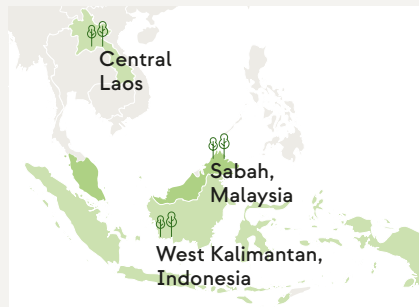 Central
Laos
Sabah,
Malaysia
West Kalimantan,
Indonesia